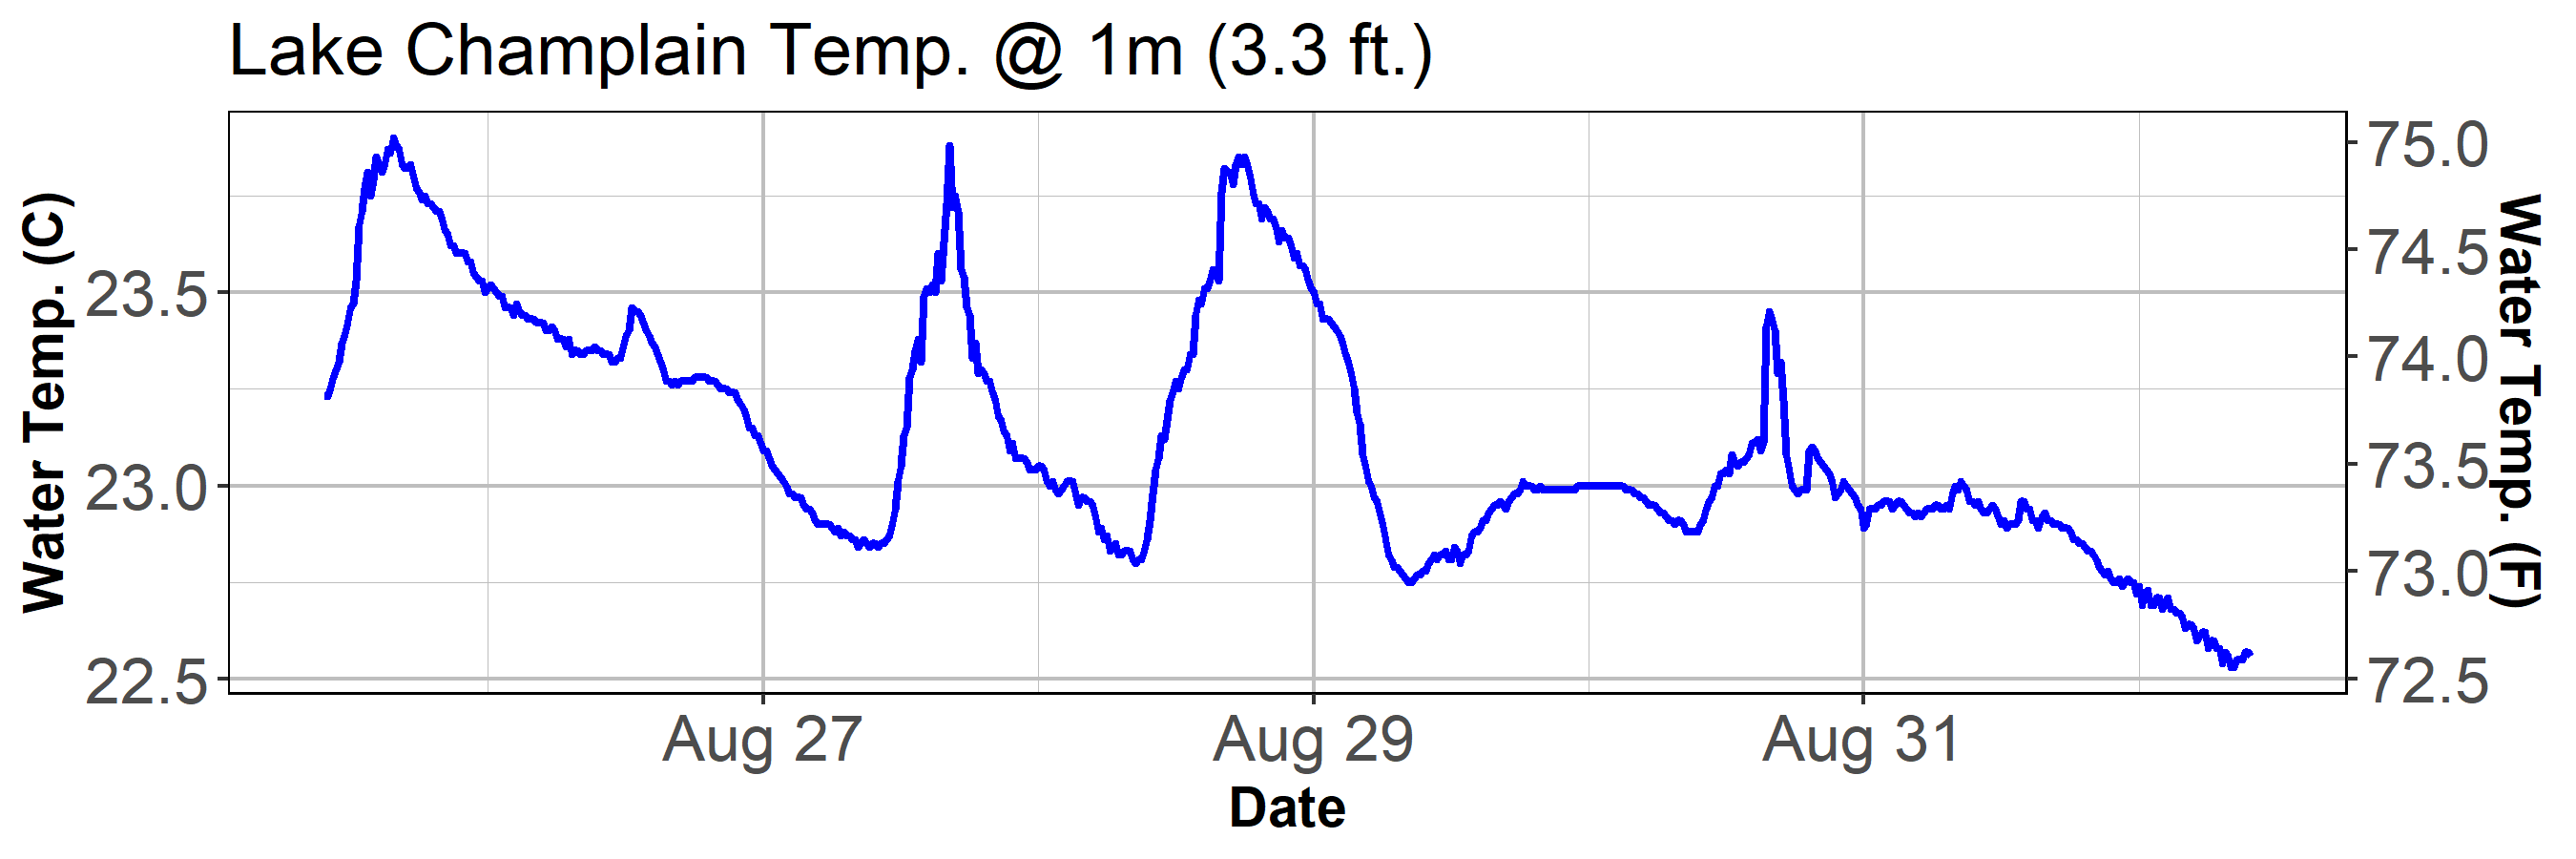 Lake Champlain Temp. @ 1m (3.3 ft.)
Water Temp. (C)
23.5
23.0
22.5
75.0
74.5
74.0
73.5
73.0
72.5
Water Temp. (F)
Aug 27
Aug 29
Aug 31
Date